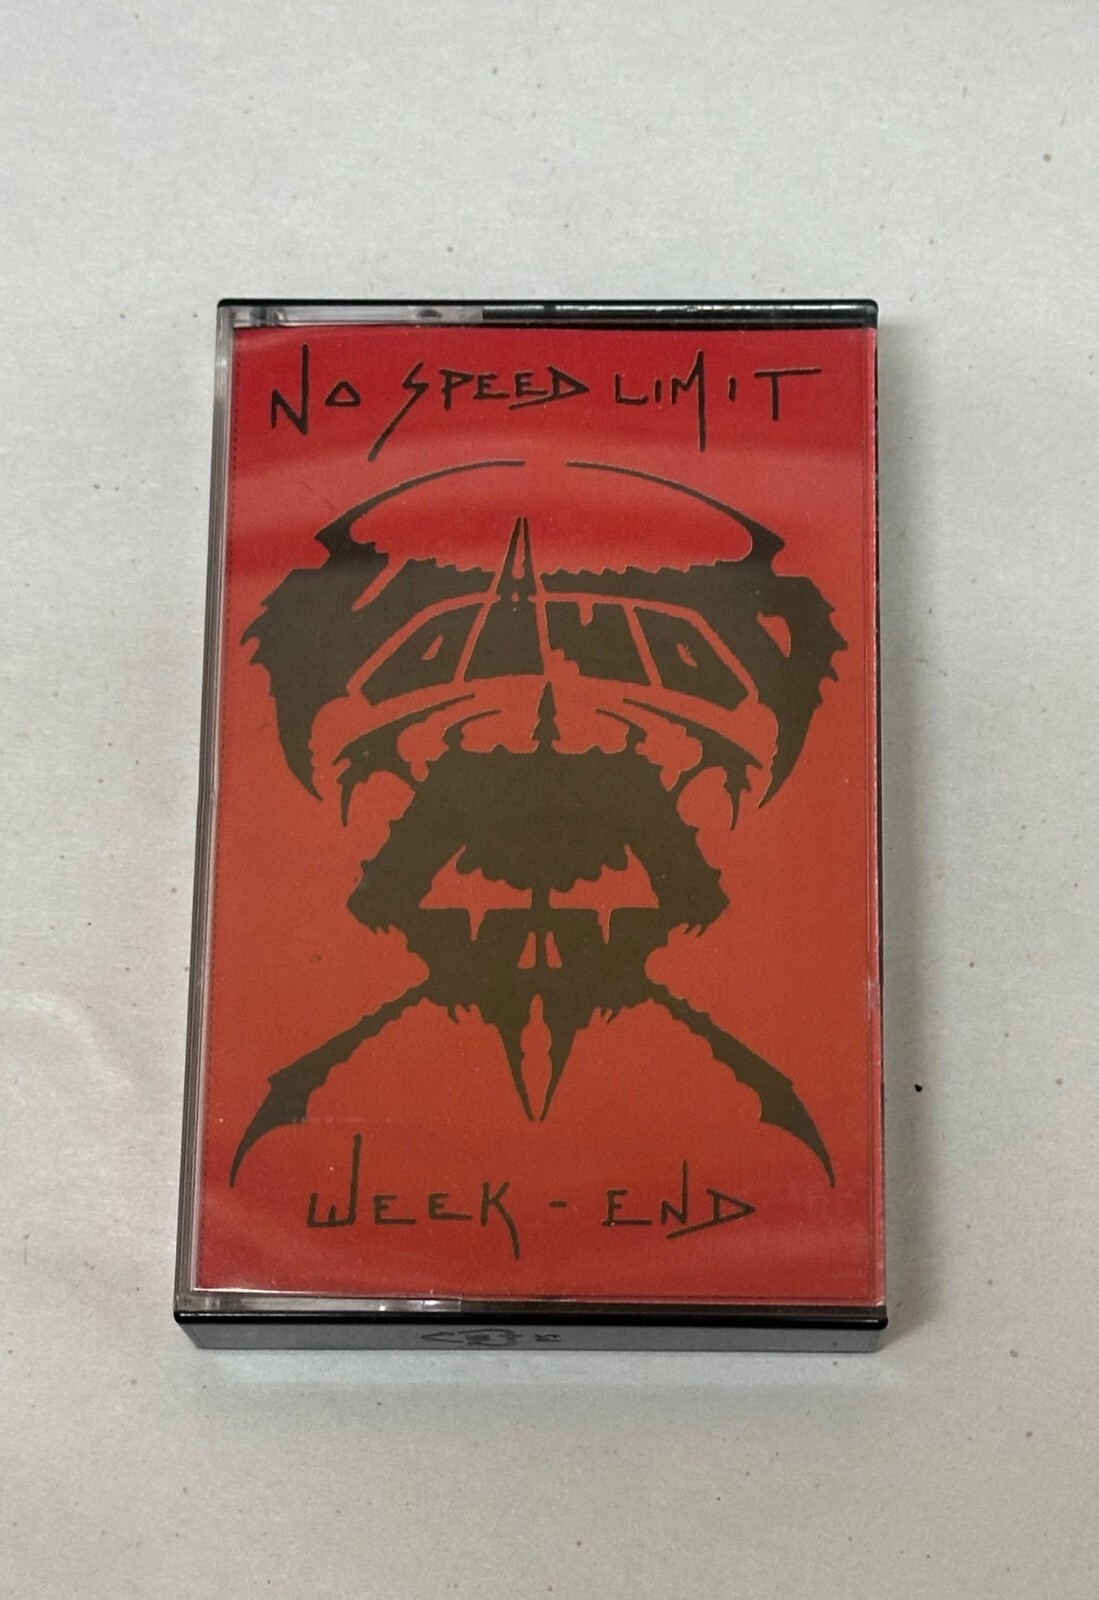 NO SPEED LIMIT
VOIVOD
WEEK - END